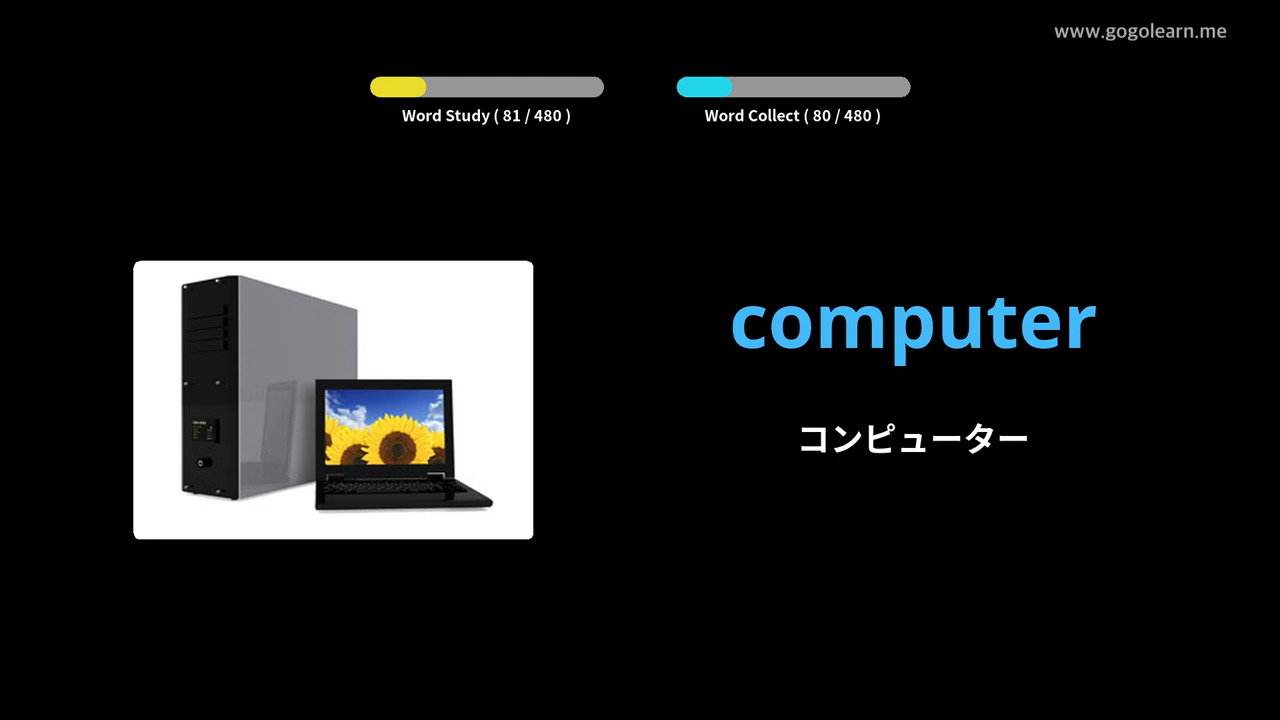 www.gogolearn.me
Word Study ( 81 / 480 )
Word Collect ( 80 / 480 )
computer
コンピューター